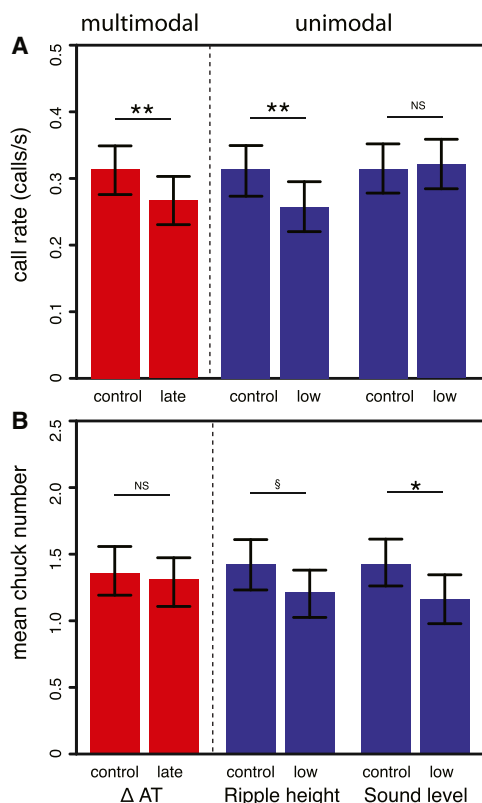 multimodal unimodal
A
0.5
** ** NS
0.4
0.3
0.2
0.1
0
call rate (calls/s)
control late control low control low
B
2.5
NS § *
2.0
1.5
1.0
0.5
0
mean chuck number
control late control low control low
Δ AT Ripple height Sound level